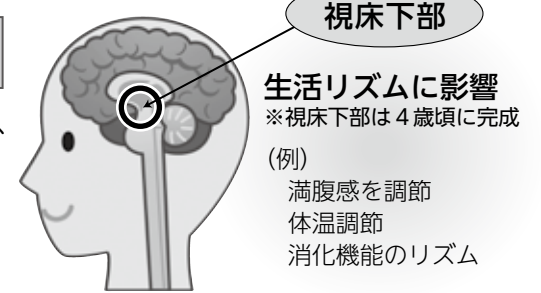 視床下部
生活リズムに影響
※視床下部は４歳頃に完成
(例)
満腹感を調節
体温調節
消化機能のリズム